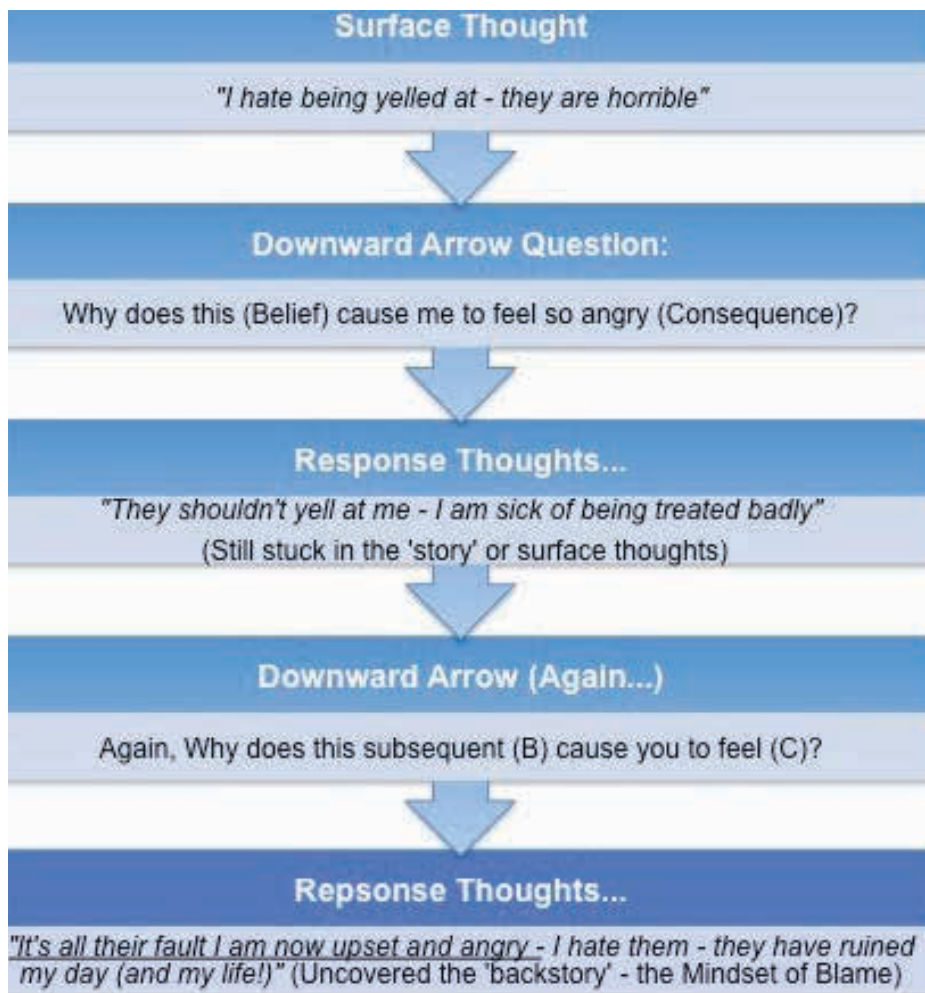 Surface Thought
"I hate being yelled at - they are horrible"
Downward Arrow Question:
Why does this (Belief) cause me to feel so angry (Consequence)?
Response Thoughts...
"They shouldn't yell at me - I am sick of being treated badly"
(Still stuck in the 'story' or surface thoughts)
Downward Arrow (Again...)
Again, Why does this subsequent (B) cause you to feel (C)?
Repsonse Thoughts...
"It's all their fault I am now upset and angry - I hate them - they have ruined
my day (and my life!)" (Uncovered the 'backstory' - the Mindset of Blame)